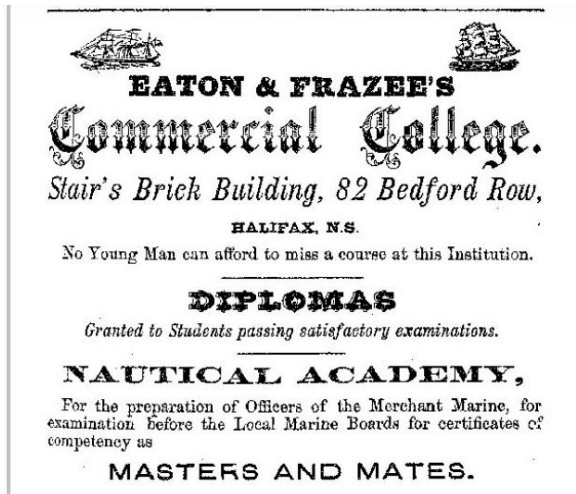 EATON & FRAZEE'S
Commercial College.
Stair's Brick Building, 82 Bedford Row,
HALIFAX, N.S.
No Young Man can afford to miss a course at this Institution.
DIPLOMAS
Granted to Students passing satisfactory examinations.
NAUTICAL ACADEMY,
For the preparation of Officers of the Merchant Marine, for
examination before the Local Marine Boards for certificates of
competency as
MASTERS AND MATES.